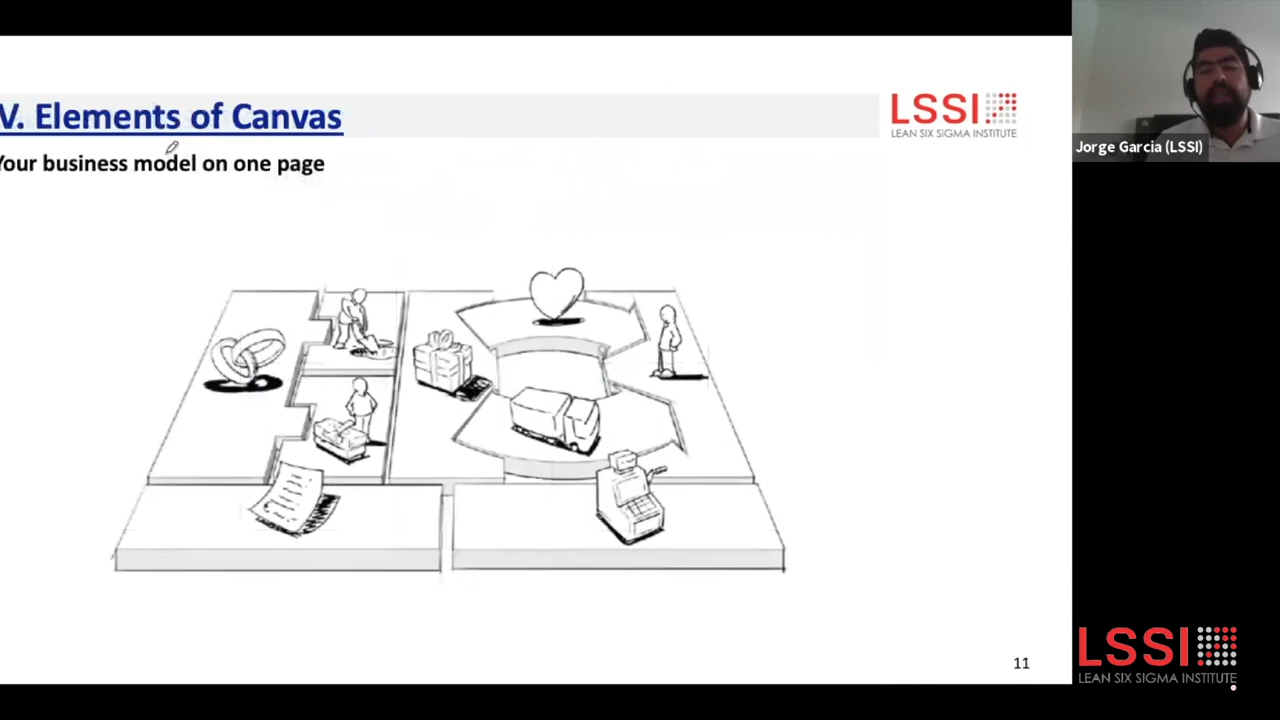 V. Elements of Canvas
Your business model on one page
LSSI
LEAN SIX SIGMA INSTITUTE
Jorge Garcia (LSSI)
11
LSSI
LEAN SIX SIGMA INSTITUTE